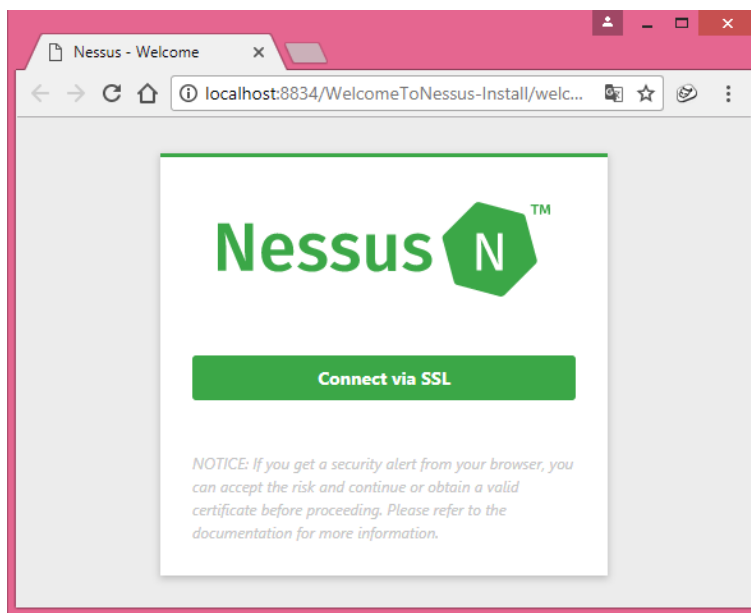 Nessus - Welcome
localhost:8834/WelcomeToNessus-Install/welc...
Nessus N ™
Connect via SSL
NOTICE: If you get a security alert from your browser, you
can accept the risk and continue or obtain a valid
certificate before proceeding. Please refer to the
documentation for more information.